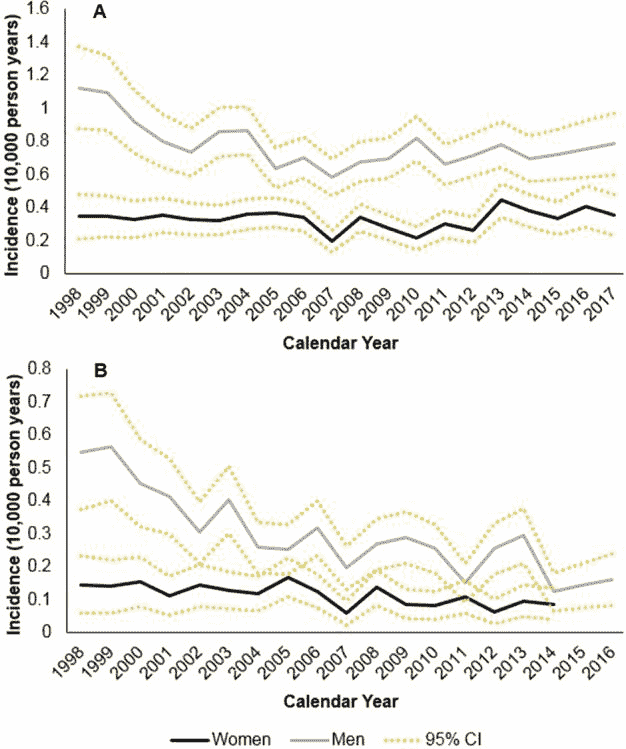 A
Incidence (10,000 person years)
1.6
1.4
1.2
1
0.8
0.6
0.4
0.2
0
1998 1999 2000 2001 2002 2003 2004 2005 2006 2007 2008 2009 2010 2011 2012 2013 2014 2015 2016 2017
Calendar Year
B
Incidence (10,000 person years)
0.8
0.7
0.6
0.5
0.4
0.3
0.2
0.1
0
1998 1999 2000 2001 2002 2003 2004 2005 2006 2007 2008 2009 2010 2011 2012 2013 2014 2015 2016
Calendar Year
Women Men 95% CI